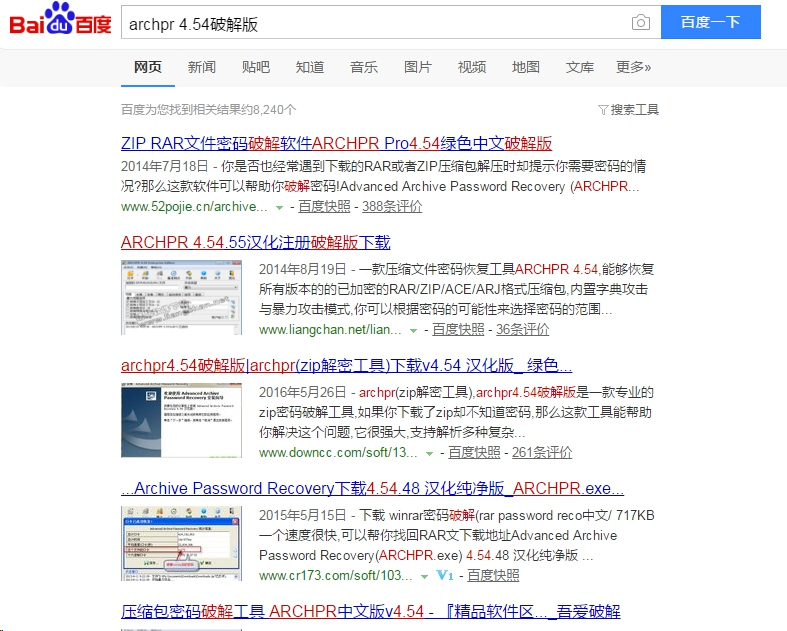 Bai du 百度
archpr 4.54破解版
百度一下
网页 新闻 贴吧 知道 音乐 图片 视频 地图 文库 更多»
百度为您找到相关结果约8,240个 搜索工具
ZIP RAR文件密码破解软件ARCHPR Pro4.54绿色中文破解版
2014年7月18日 - 你是否也经常遇到下载的RAR或者ZIP压缩包解压时却提示你需要密码的情
况?那么这款软件可以帮助你破解密码!Advanced Archive Password Recovery (ARCHPR...
www.52pojie.cn/archive... - 百度快照 - 388条评价
ARCHPR 4.54.55汉化注册破解版下载
2014年8月19日 - 一款压缩文件密码恢复工具ARCHPR 4.54,能够恢复
所有版本的的已加密的RAR/ZIP/ACE/ARJ格式压缩包,内置字典攻击
与暴力攻击模式,你可以根据密码的可能性来选择密码的范围...
www.liangchan.net/lian... - 百度快照 - 36条评价
archpr4.54破解版|archpr(zip解密工具)下载v4.54 汉化版_ 绿色...
2016年5月26日 - archpr(zip解密工具),archpr4.54破解版是一款专业的
zip密码破解工具,如果你下载了zip却不知道密码,那么这款工具能帮助
你解决这个问题,它很强大,支持解析多种复杂...
www.downcc.com/soft/13... - 百度快照 - 261条评价
...Archive Password Recovery下载4.54.48 汉化纯净版_ARCHPR.exe...
2015年5月15日 - 下载 winrar密码破解(rar password reco中文/ 717KB
一个速度很快,可以帮你找回RAR文下载地址Advanced Archive
Password Recovery(ARCHPR.exe) 4.54.48 汉化纯净版 ...
www.cr173.com/soft/103... V1 - 百度快照
压缩包密码破解工具 ARCHPR中文版v4.54 - 『精品软件区..._吾爱破解